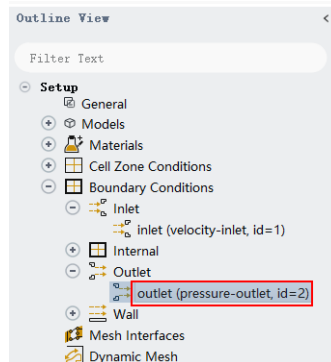 Outline View
<
Filter Text
Setup
General
Models
Materials
Cell Zone Conditions
Boundary Conditions
Inlet
inlet (velocity-inlet, id=1)
Internal
Outlet
outlet (pressure-outlet, id=2)
Wall
Mesh Interfaces
Dynamic Mesh